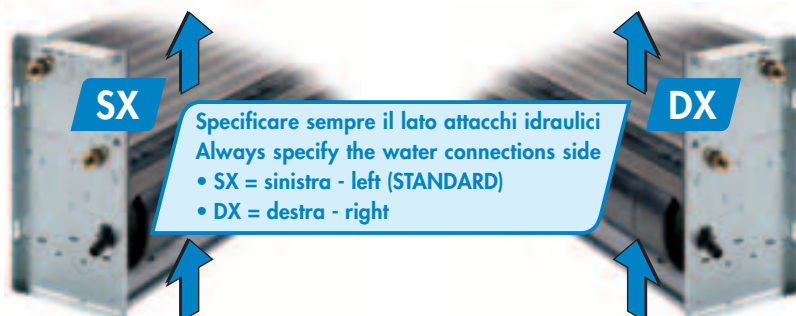 SX
DX
Specificare sempre il lato attacchi idraulici
Always specify the water connections side
• SX = sinistra - left (STANDARD)
• DX = destra - right